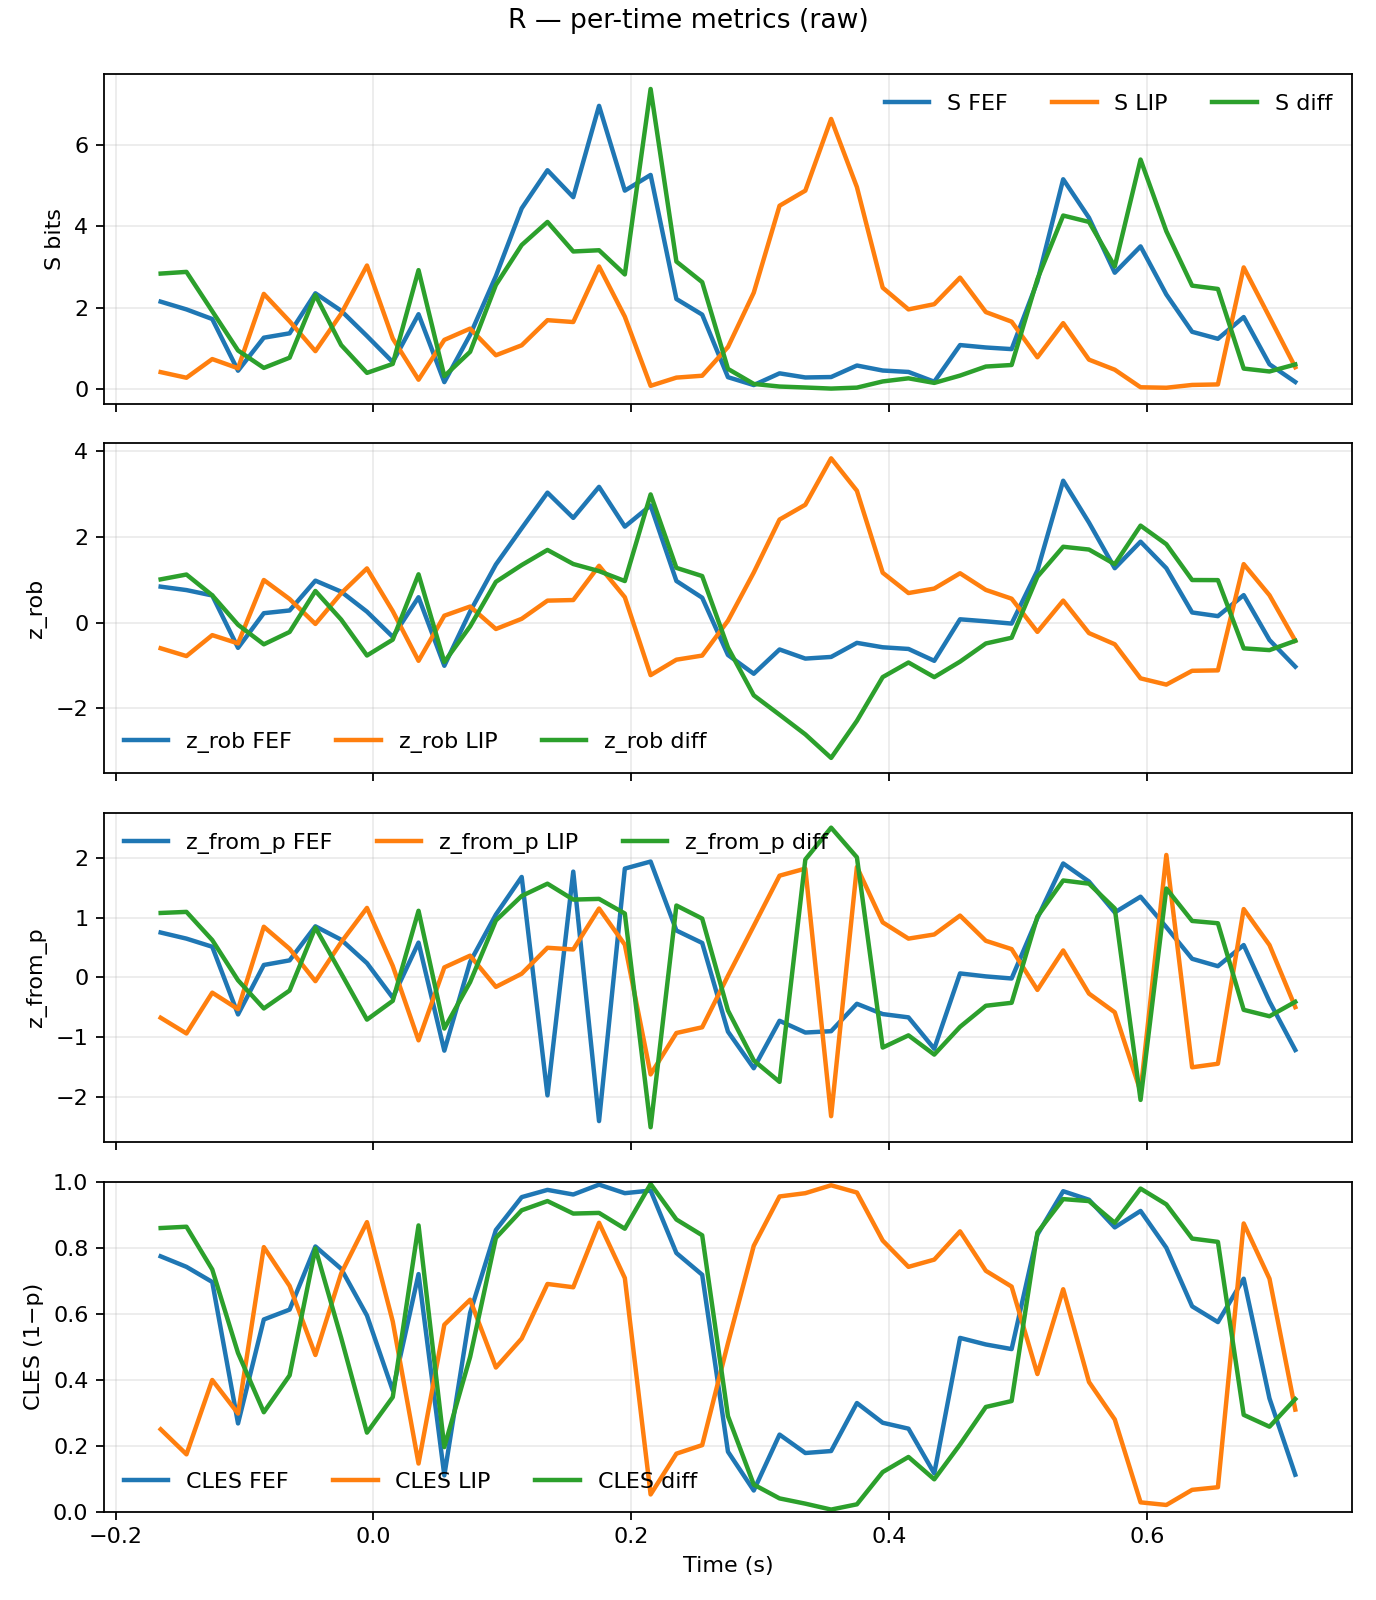 R — per-time metrics (raw)
S FEF S LIP S diff
6
4
2
0
S bits
4
2
0
−2
z_rob
z_rob FEF z_rob LIP z_rob diff
z_from_p FEF z_from_p LIP z_from_p diff
2
1
0
−1
−2
z_from_p
1.0
0.8
0.6
0.4
0.2
0.0
CLES (1−p)
CLES FEF CLES LIP CLES diff
−0.2 0.0 0.2 0.4 0.6
Time (s)